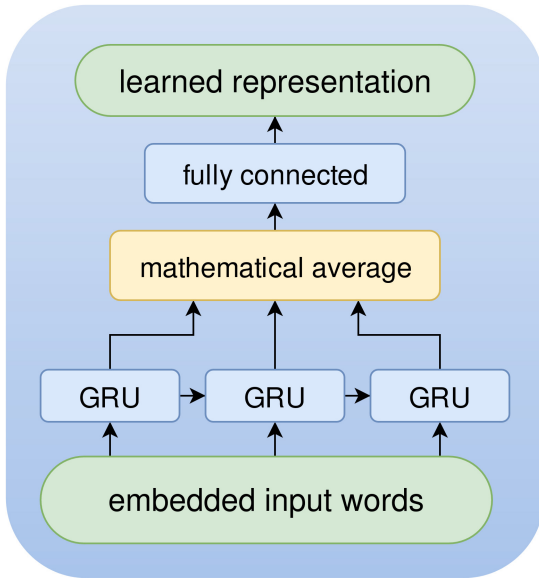 learned representation
fully connected
mathematical average
GRU
GRU
GRU
embedded input words